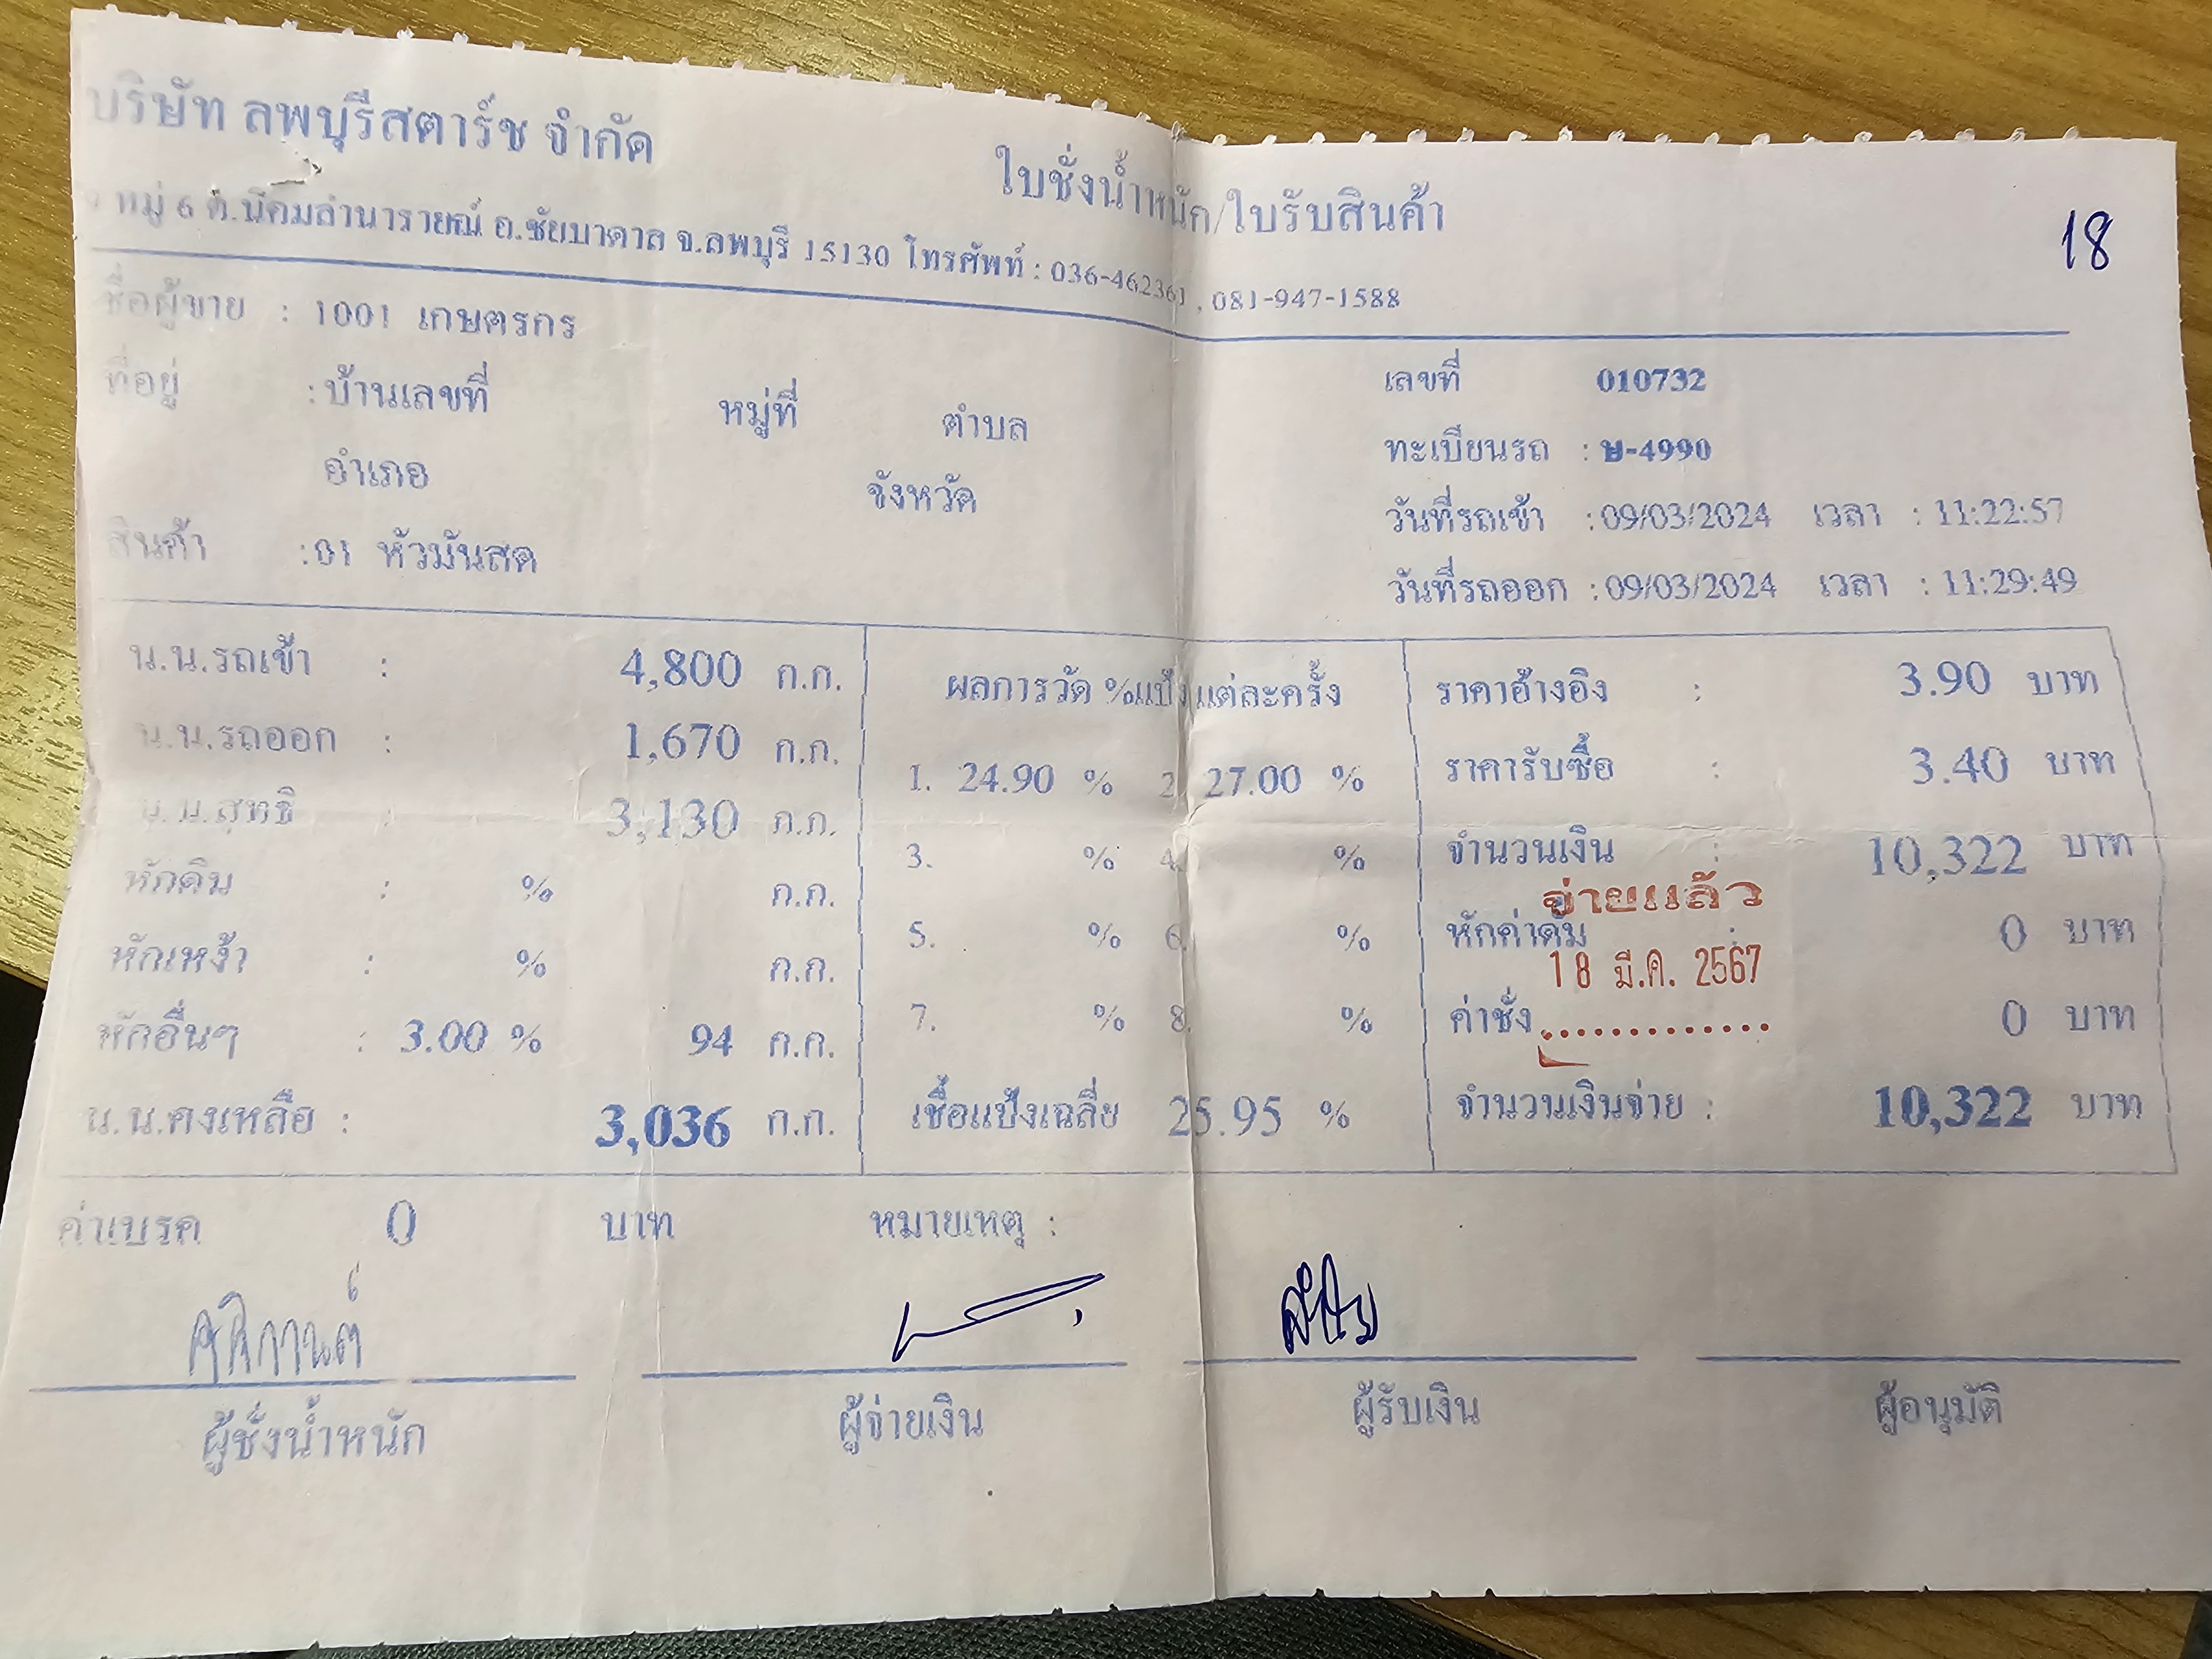 บริษัท ลพบุรีสตาร์ช จำกัด
ใบชั่งน้ำหนัก/ใบรับสินค้า
18
หมู่ 6 ต.นิคมลำนารายณ์ อ.ชัยบาดาล จ.ลพบุรี 15130 โทรศัพท์ : 036-462361 , 081-947-1588
ชื่อผู้ขาย : 1001 เกษตรกร
เลขที่ 010732
ที่อยู่ : บ้านเลขที่ หมู่ที่ ตำบล
ทะเบียนรถ : ษ-4990
อำเภอ จังหวัด
วันที่รถเข้า : 09/03/2024 เวลา : 11:22:57
สินค้า : 01 หัวมันสด
วันที่รถออก : 09/03/2024 เวลา : 11:29:49
น.น.รถเข้า : 4,800 ก.ก. ผลการวัด %แป้งแต่ละครั้ง ราคาอ้างอิง : 3.90 บาท
น.น.รถออก : 1,670 ก.ก. 1. 24.90 % 2. 27.00 % ราคารับซื้อ : 3.40 บาท
น.น.สุทธิ : 3,130 ก.ก. 3. % 4. % จำนวนเงิน : 10,322 บาท
จ่ายแล้ว
หักดิน : % ก.ก. 5. % 6. % หักค่าดัม : 0 บาท
18 มี.ค. 2567
หักเหง้า : % ก.ก. 7. % 8. % ค่าชั่ง 0 บาท
หักอื่นๆ : 3.00 % 94 ก.ก.
น.น.คงเหลือ : 3,036 ก.ก. เชื้อแป้งเฉลี่ย 25.95 % จำนวนเงินจ่าย : 10,322 บาท
ค่าเบรค 0 บาท หมายเหตุ :
ผู้ชั่งน้ำหนัก ผู้จ่ายเงิน ผู้รับเงิน ผู้อนุมัติ